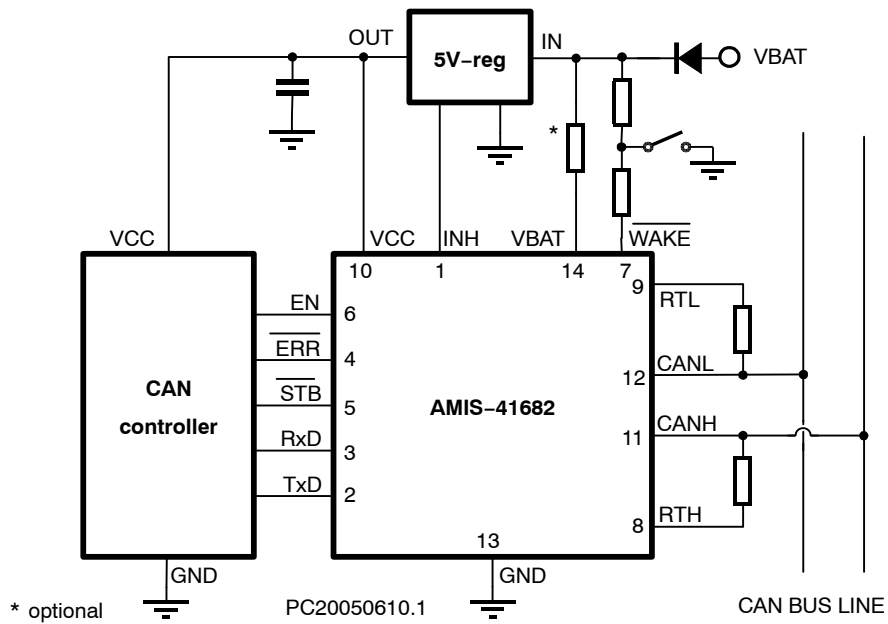 OUT
5V-reg
IN
VBAT
*
VCC
VCC
INH
VBAT
WAKE
10
1
14
7
9
RTL
EN
6
ERR
4
CANL
12
CAN
controller
STB
5
AMIS-41682
CANH
11
RxD
3
TxD
2
8
RTH
13
GND
GND
* optional
PC20050610.1
CAN BUS LINE